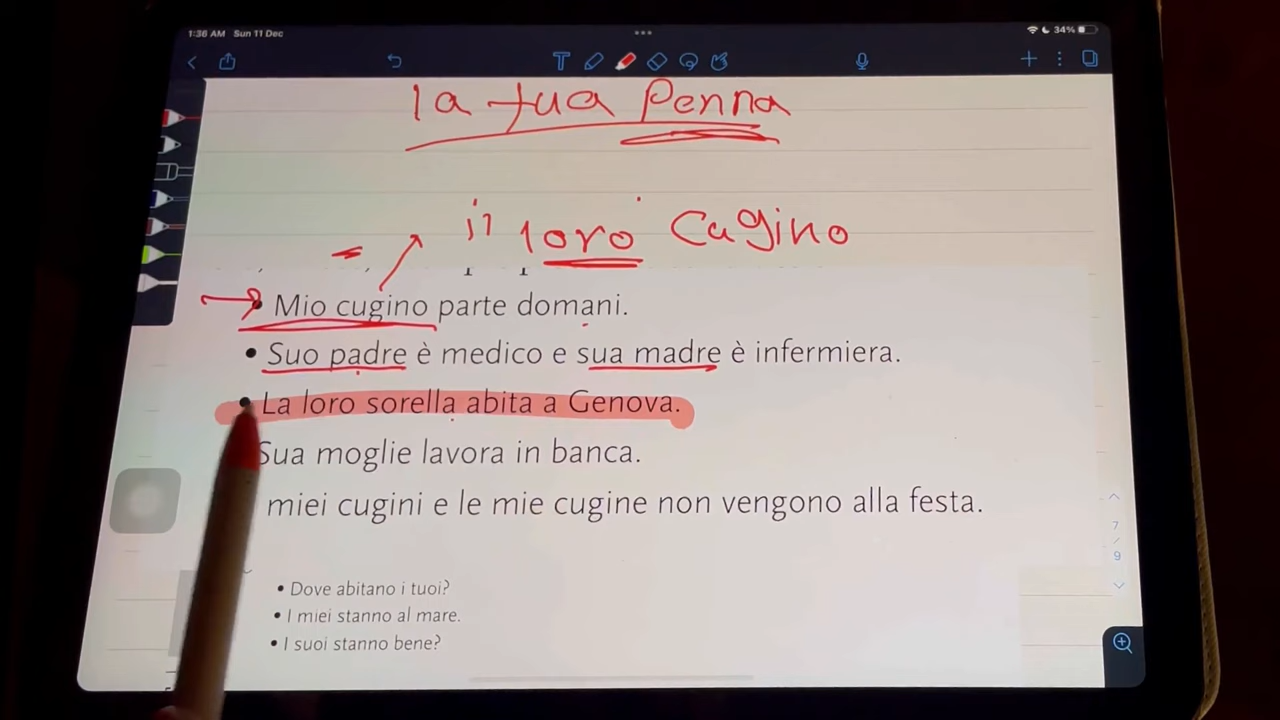 1:36 AM Sun 11 Dec
34%
la tua Penna
il loro Cugino
• Mio cugino parte domani.
• Suo padre è medico e sua madre è infermiera.
• La loro sorella abita a Genova.
Sua moglie lavora in banca.
miei cugini e le mie cugine non vengono alla festa.
7
9
• Dove abitano i tuoi?
• I miei stanno al mare.
• I suoi stanno bene?